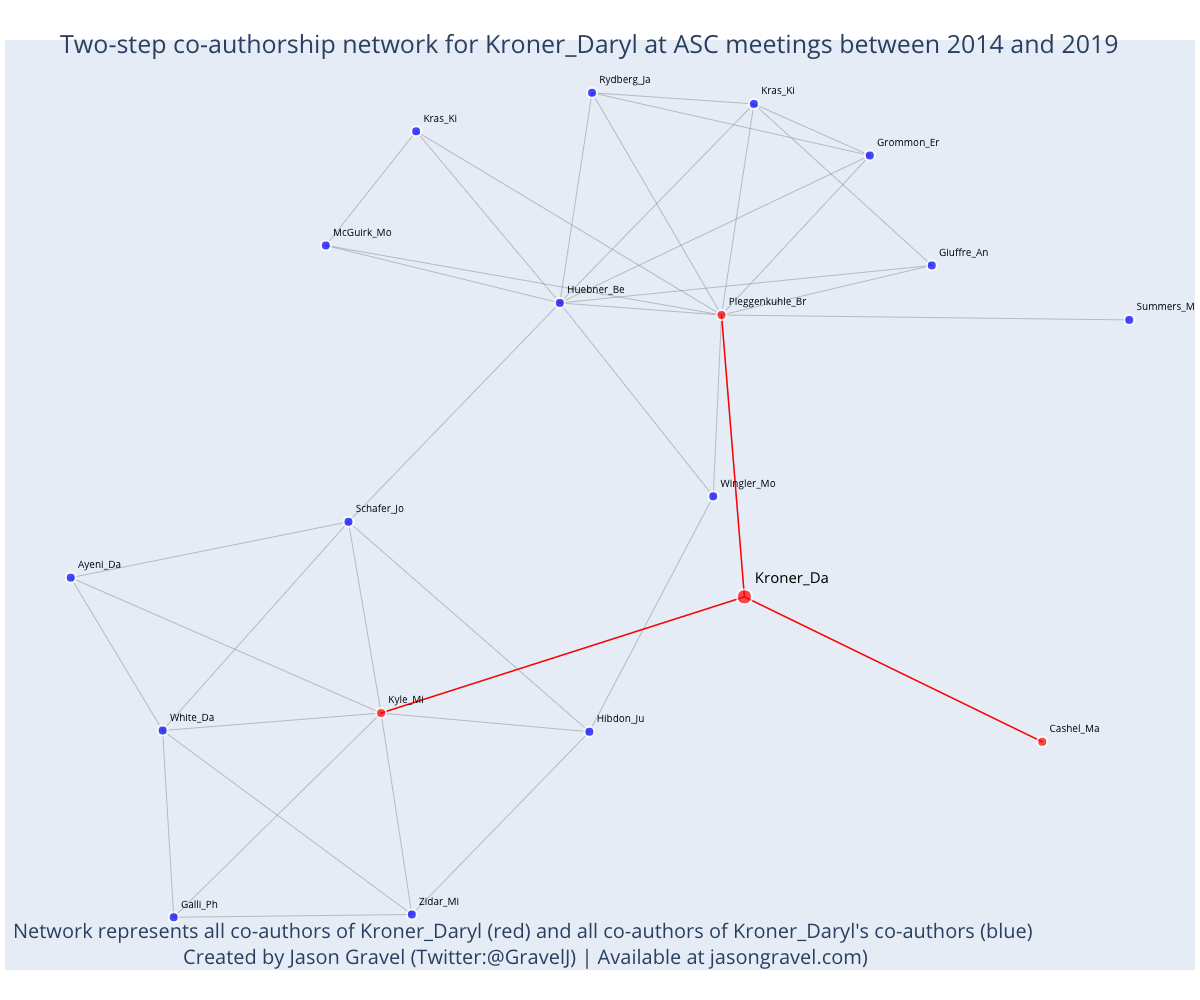 Two-step co-authorship network for Kroner_Daryl at ASC meetings between 2014 and 2019
Rydberg_Ja
Kras_Ki
Kras_Ki
Grommon_Er
McGuirk_Mo
Giuffre_An
Huebner_Be
Pleggenkuhle_Br
Summers_M
Wingler_Mo
Schafer_Jo
Ayeni_Da
Kroner_Da
Kyle_Mi
White_Da
Hibdon_Ju
Cashel_Ma
Galli_Ph
Zidar_Mi
Network represents all co-authors of Kroner_Daryl (red) and all co-authors of Kroner_Daryl's co-authors (blue)
Created by Jason Gravel (Twitter:@GravelJ) | Available at jasongravel.com)